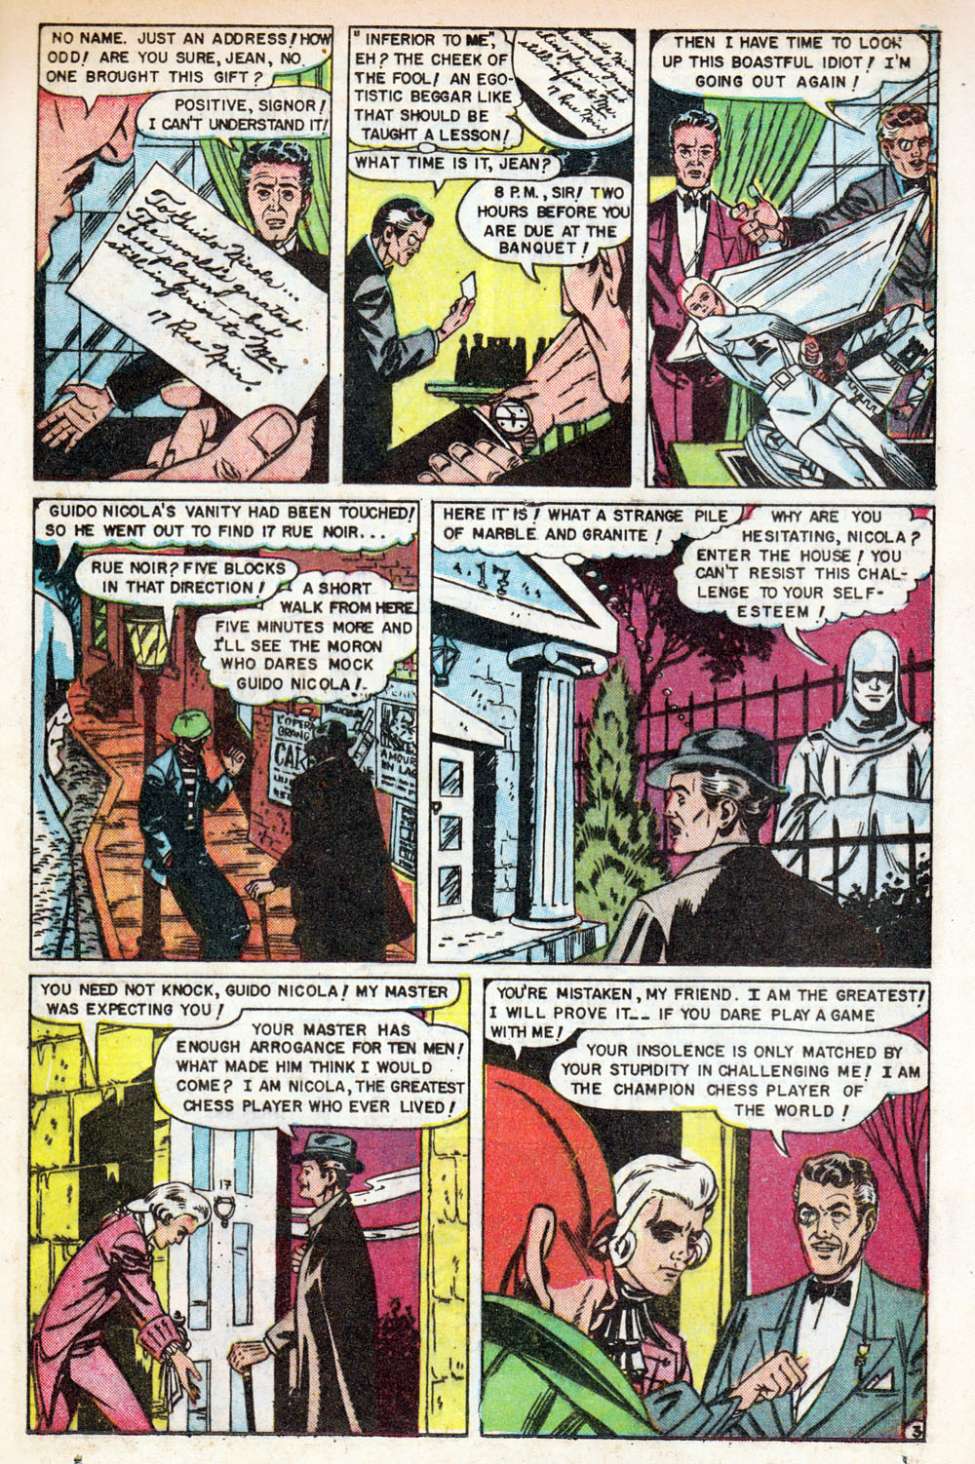 NO NAME. JUST AN ADDRESS! HOW
ODD! ARE YOU SURE, JEAN, NO
ONE BROUGHT THIS GIFT?
POSITIVE, SIGNOR!
I CAN'T UNDERSTAND IT!
To Guido Nicola...
The world's greatest
chess player - but
still inferior to Me.
17 Rue Noir.
"INFERIOR TO ME",
EH? THE CHEEK OF
THE FOOL! AN EGO-
TISTIC BEGGAR LIKE
THAT SHOULD BE
TAUGHT A LESSON!
still inferior to Me.
17 Rue Noir.
WHAT TIME IS IT, JEAN?
8 P.M., SIR! TWO
HOURS BEFORE YOU
ARE DUE AT THE
BANQUET!
THEN I HAVE TIME TO LOOK
UP THIS BOASTFUL IDIOT! I'M
GOING OUT AGAIN!
GUIDO NICOLA'S VANITY HAD BEEN TOUCHED!
SO HE WENT OUT TO FIND 17 RUE NOIR...
RUE NOIR? FIVE BLOCKS
IN THAT DIRECTION!
A SHORT
WALK FROM HERE.
FIVE MINUTES MORE AND
I'LL SEE THE MORON
WHO DARES MOCK
GUIDO NICOLA!
L'OPERA
GRAND
HERE IT IS! WHAT A STRANGE PILE
OF MARBLE AND GRANITE!
17
WHY ARE YOU
HESITATING, NICOLA?
ENTER THE HOUSE! YOU
CAN'T RESIST THIS CHAL-
LENGE TO YOUR SELF-
ESTEEM!
YOU NEED NOT KNOCK, GUIDO NICOLA! MY MASTER
WAS EXPECTING YOU!
YOUR MASTER HAS
ENOUGH ARROGANCE FOR TEN MEN!
WHAT MADE HIM THINK I WOULD
COME? I AM NICOLA, THE GREATEST
CHESS PLAYER WHO EVER LIVED!
17
YOU'RE MISTAKEN, MY FRIEND. I AM THE GREATEST!
I WILL PROVE IT-- IF YOU DARE PLAY A GAME
WITH ME!
YOUR INSOLENCE IS ONLY MATCHED BY
YOUR STUPIDITY IN CHALLENGING ME! I AM
THE CHAMPION CHESS PLAYER OF
THE WORLD!
3